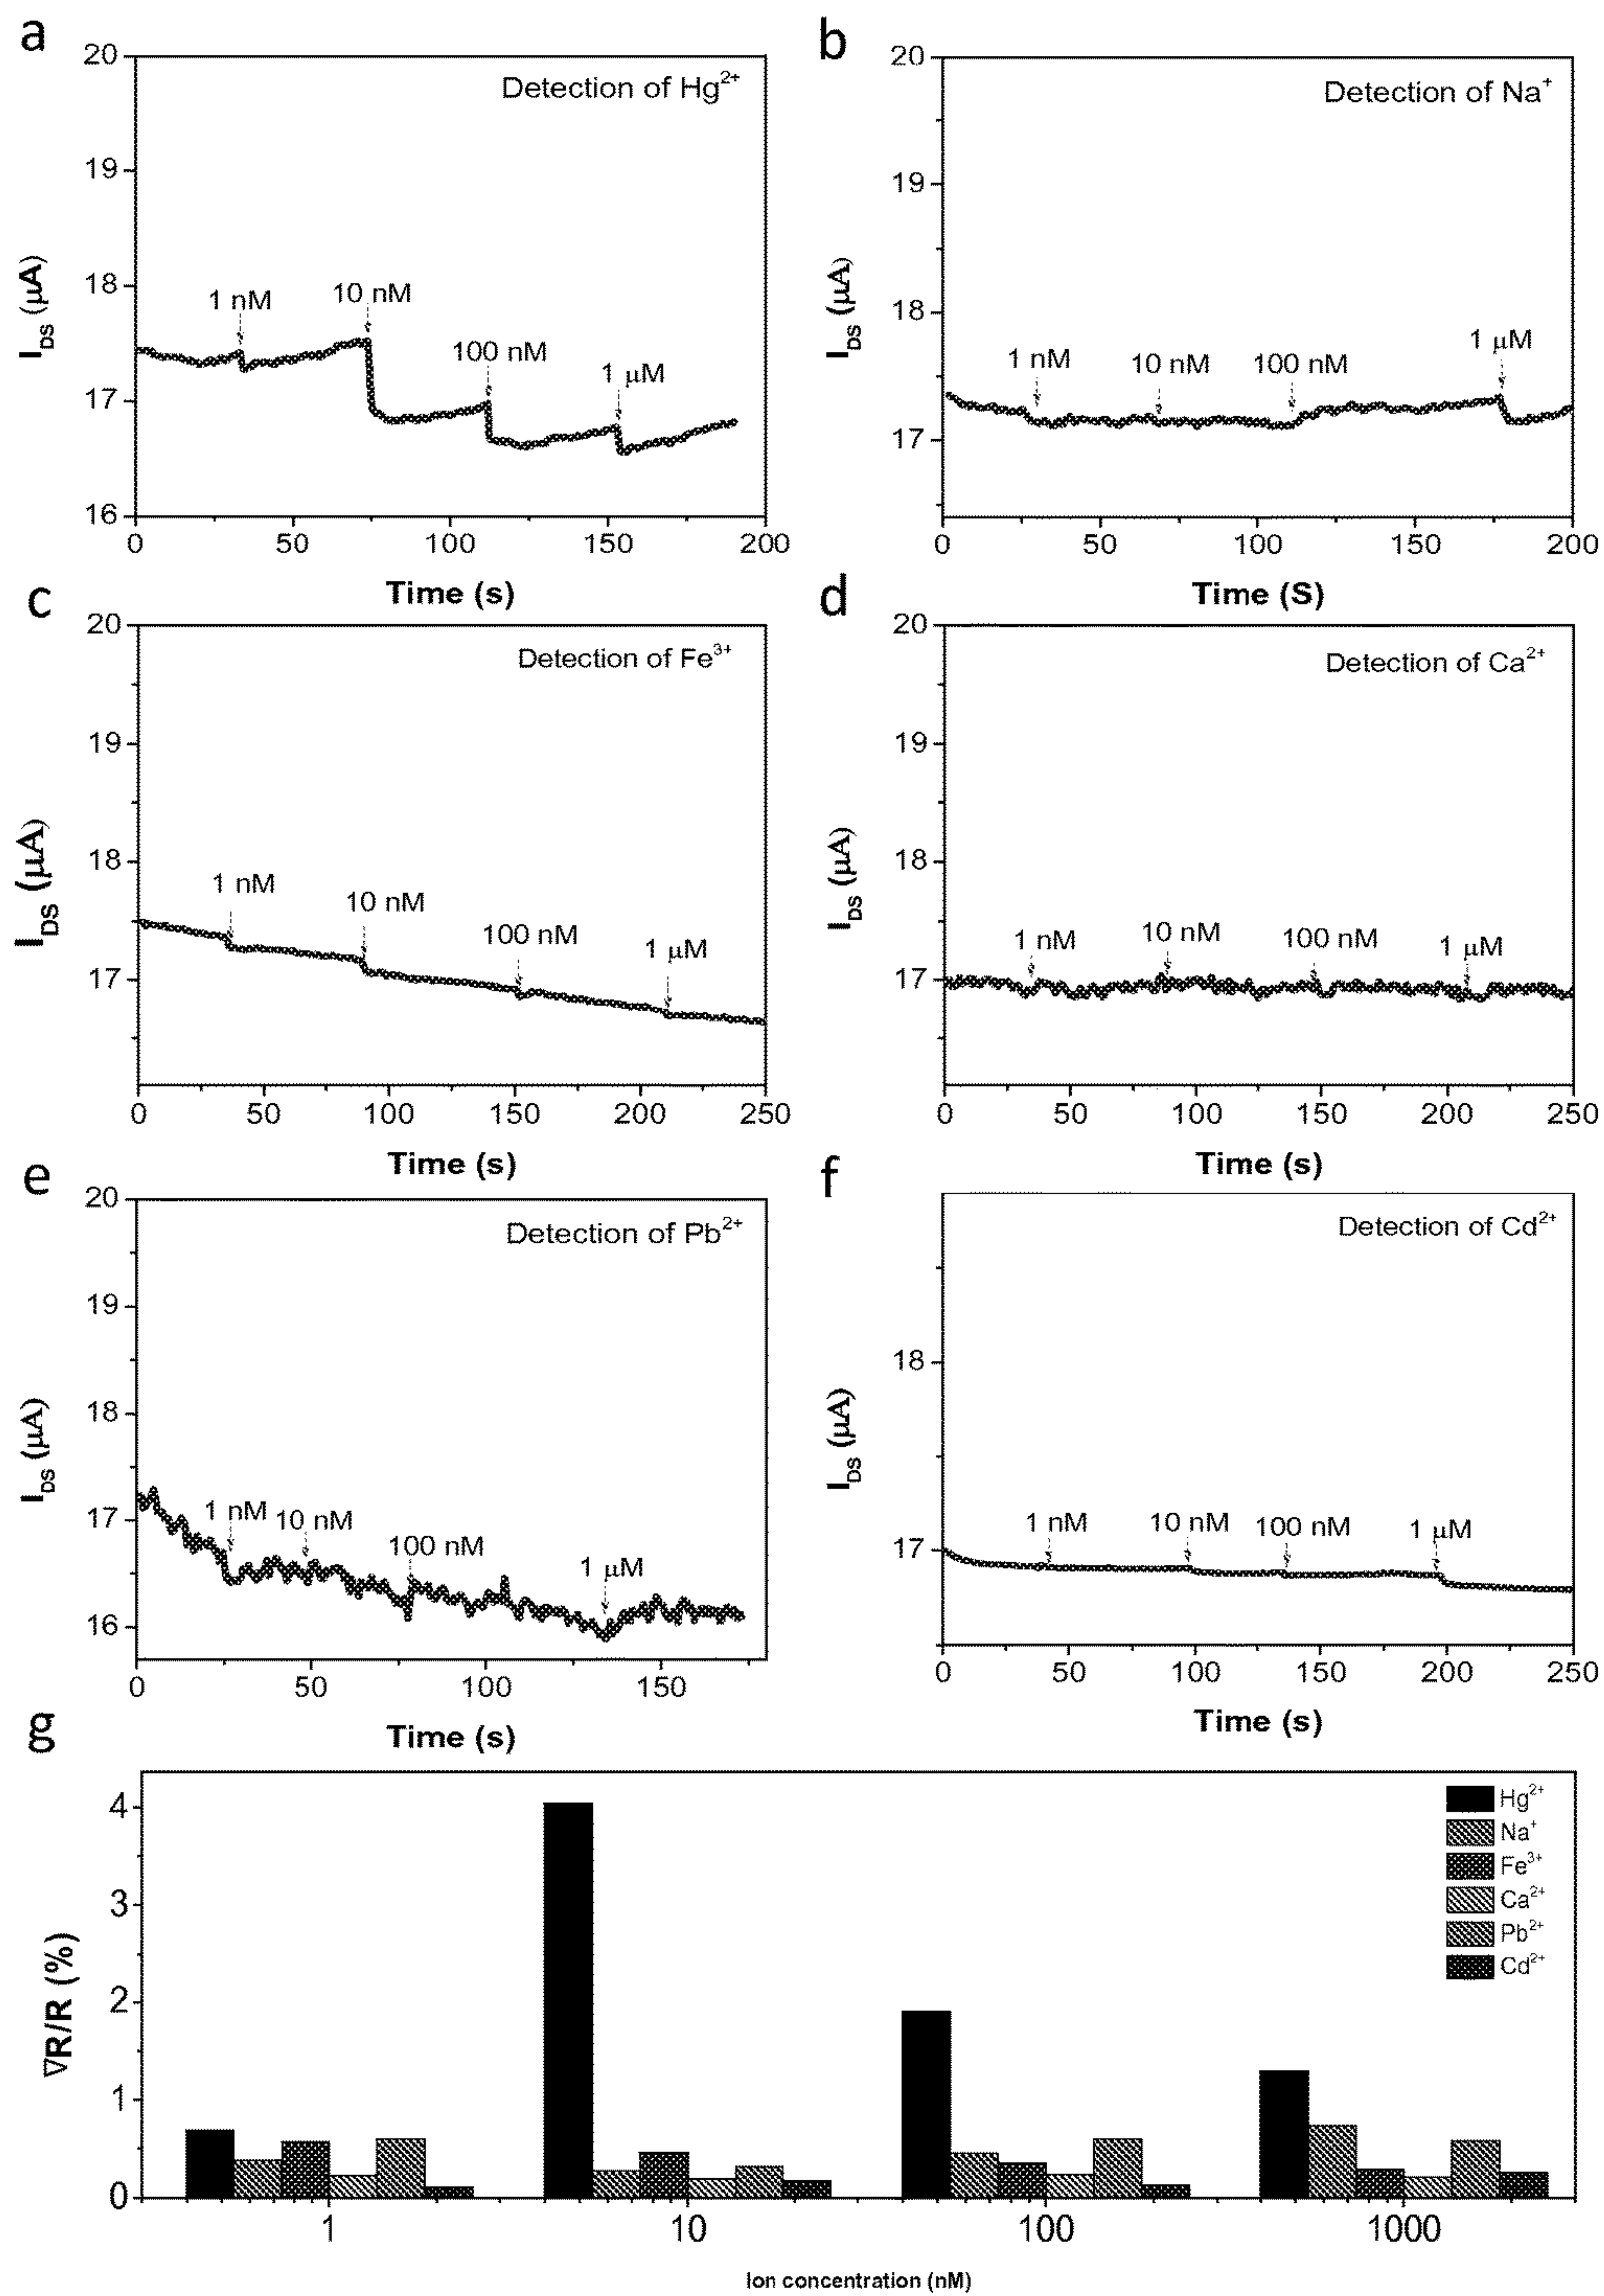 a
20
19
18
17
16
Detection of Hg2+
1 nM
10 nM
100 nM
1 μM
IDS (μA)
0 50 100 150 200
Time (s)
b
20
19
18
17
Detection of Na+
1 nM
10 nM
100 nM
1 μM
IDS (μA)
0 50 100 150 200
Time (S)
c
20
19
18
17
Detection of Fe3+
1 nM
10 nM
100 nM
1 μM
IDS (μA)
0 50 100 150 200 250
Time (s)
d
20
19
18
17
Detection of Ca2+
1 nM
10 nM
100 nM
1 μM
IDS (μA)
0 50 100 150 200 250
Time (s)
e
20
19
18
17
16
Detection of Pb2+
1 nM
10 nM
100 nM
1 μM
IDS (μA)
0 50 100 150
Time (s)
f
18
17
Detection of Cd2+
1 nM
10 nM
100 nM
1 μM
IDS (μA)
0 50 100 150 200 250
Time (s)
g
4
3
2
1
0
∇R/R (%)
Hg2+
Na+
Fe3+
Ca2+
Pb2+
Cd2+
1 10 100 1000
Ion concentration (nM)